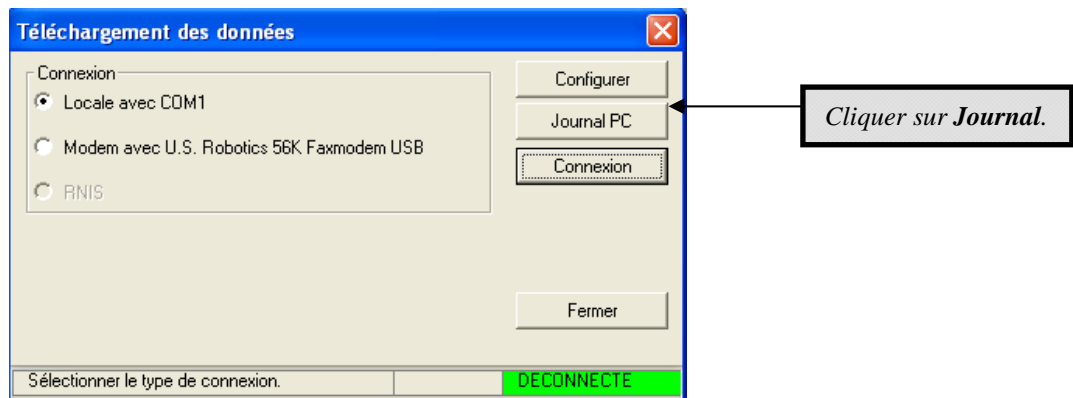 Téléchargement des données
Connexion
Locale avec COM1
Modem avec U.S. Robotics 56K Faxmodem USB
RNIS
Configurer
Journal PC
Connexion
Fermer
Cliquer sur Journal.
Sélectionner le type de connexion.
DECONNECTE